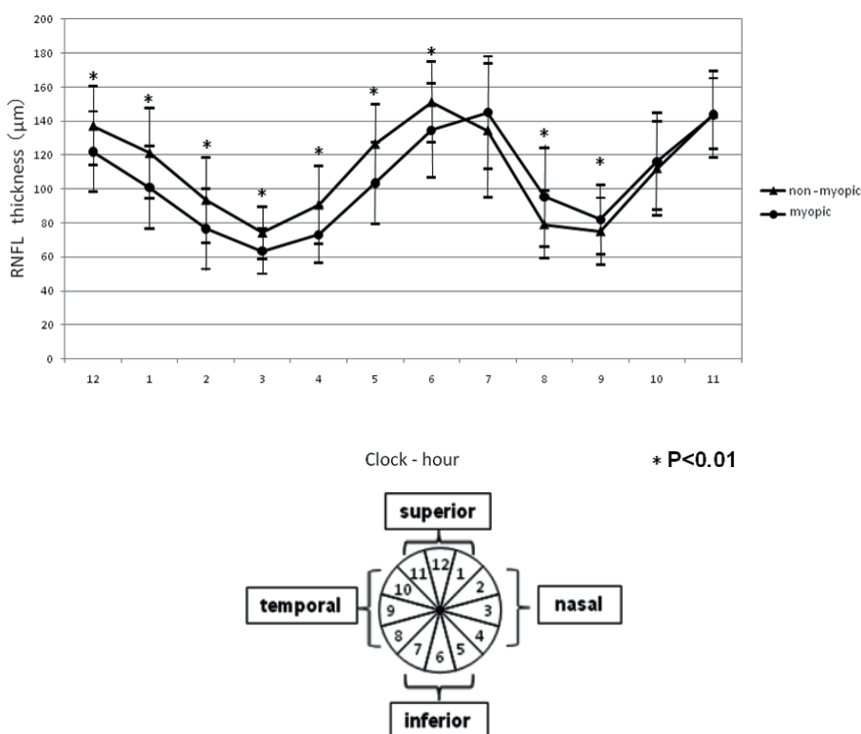 200
180
160
140
120
100
80
60
40
20
0
RNFL thickness (μm)
* * * * * * * * *
non-myopic
myopic
12 1 2 3 4 5 6 7 8 9 10 11
Clock - hour
* P<0.01
superior
temporal
nasal
inferior
12
1
2
3
4
5
6
7
8
9
10
11